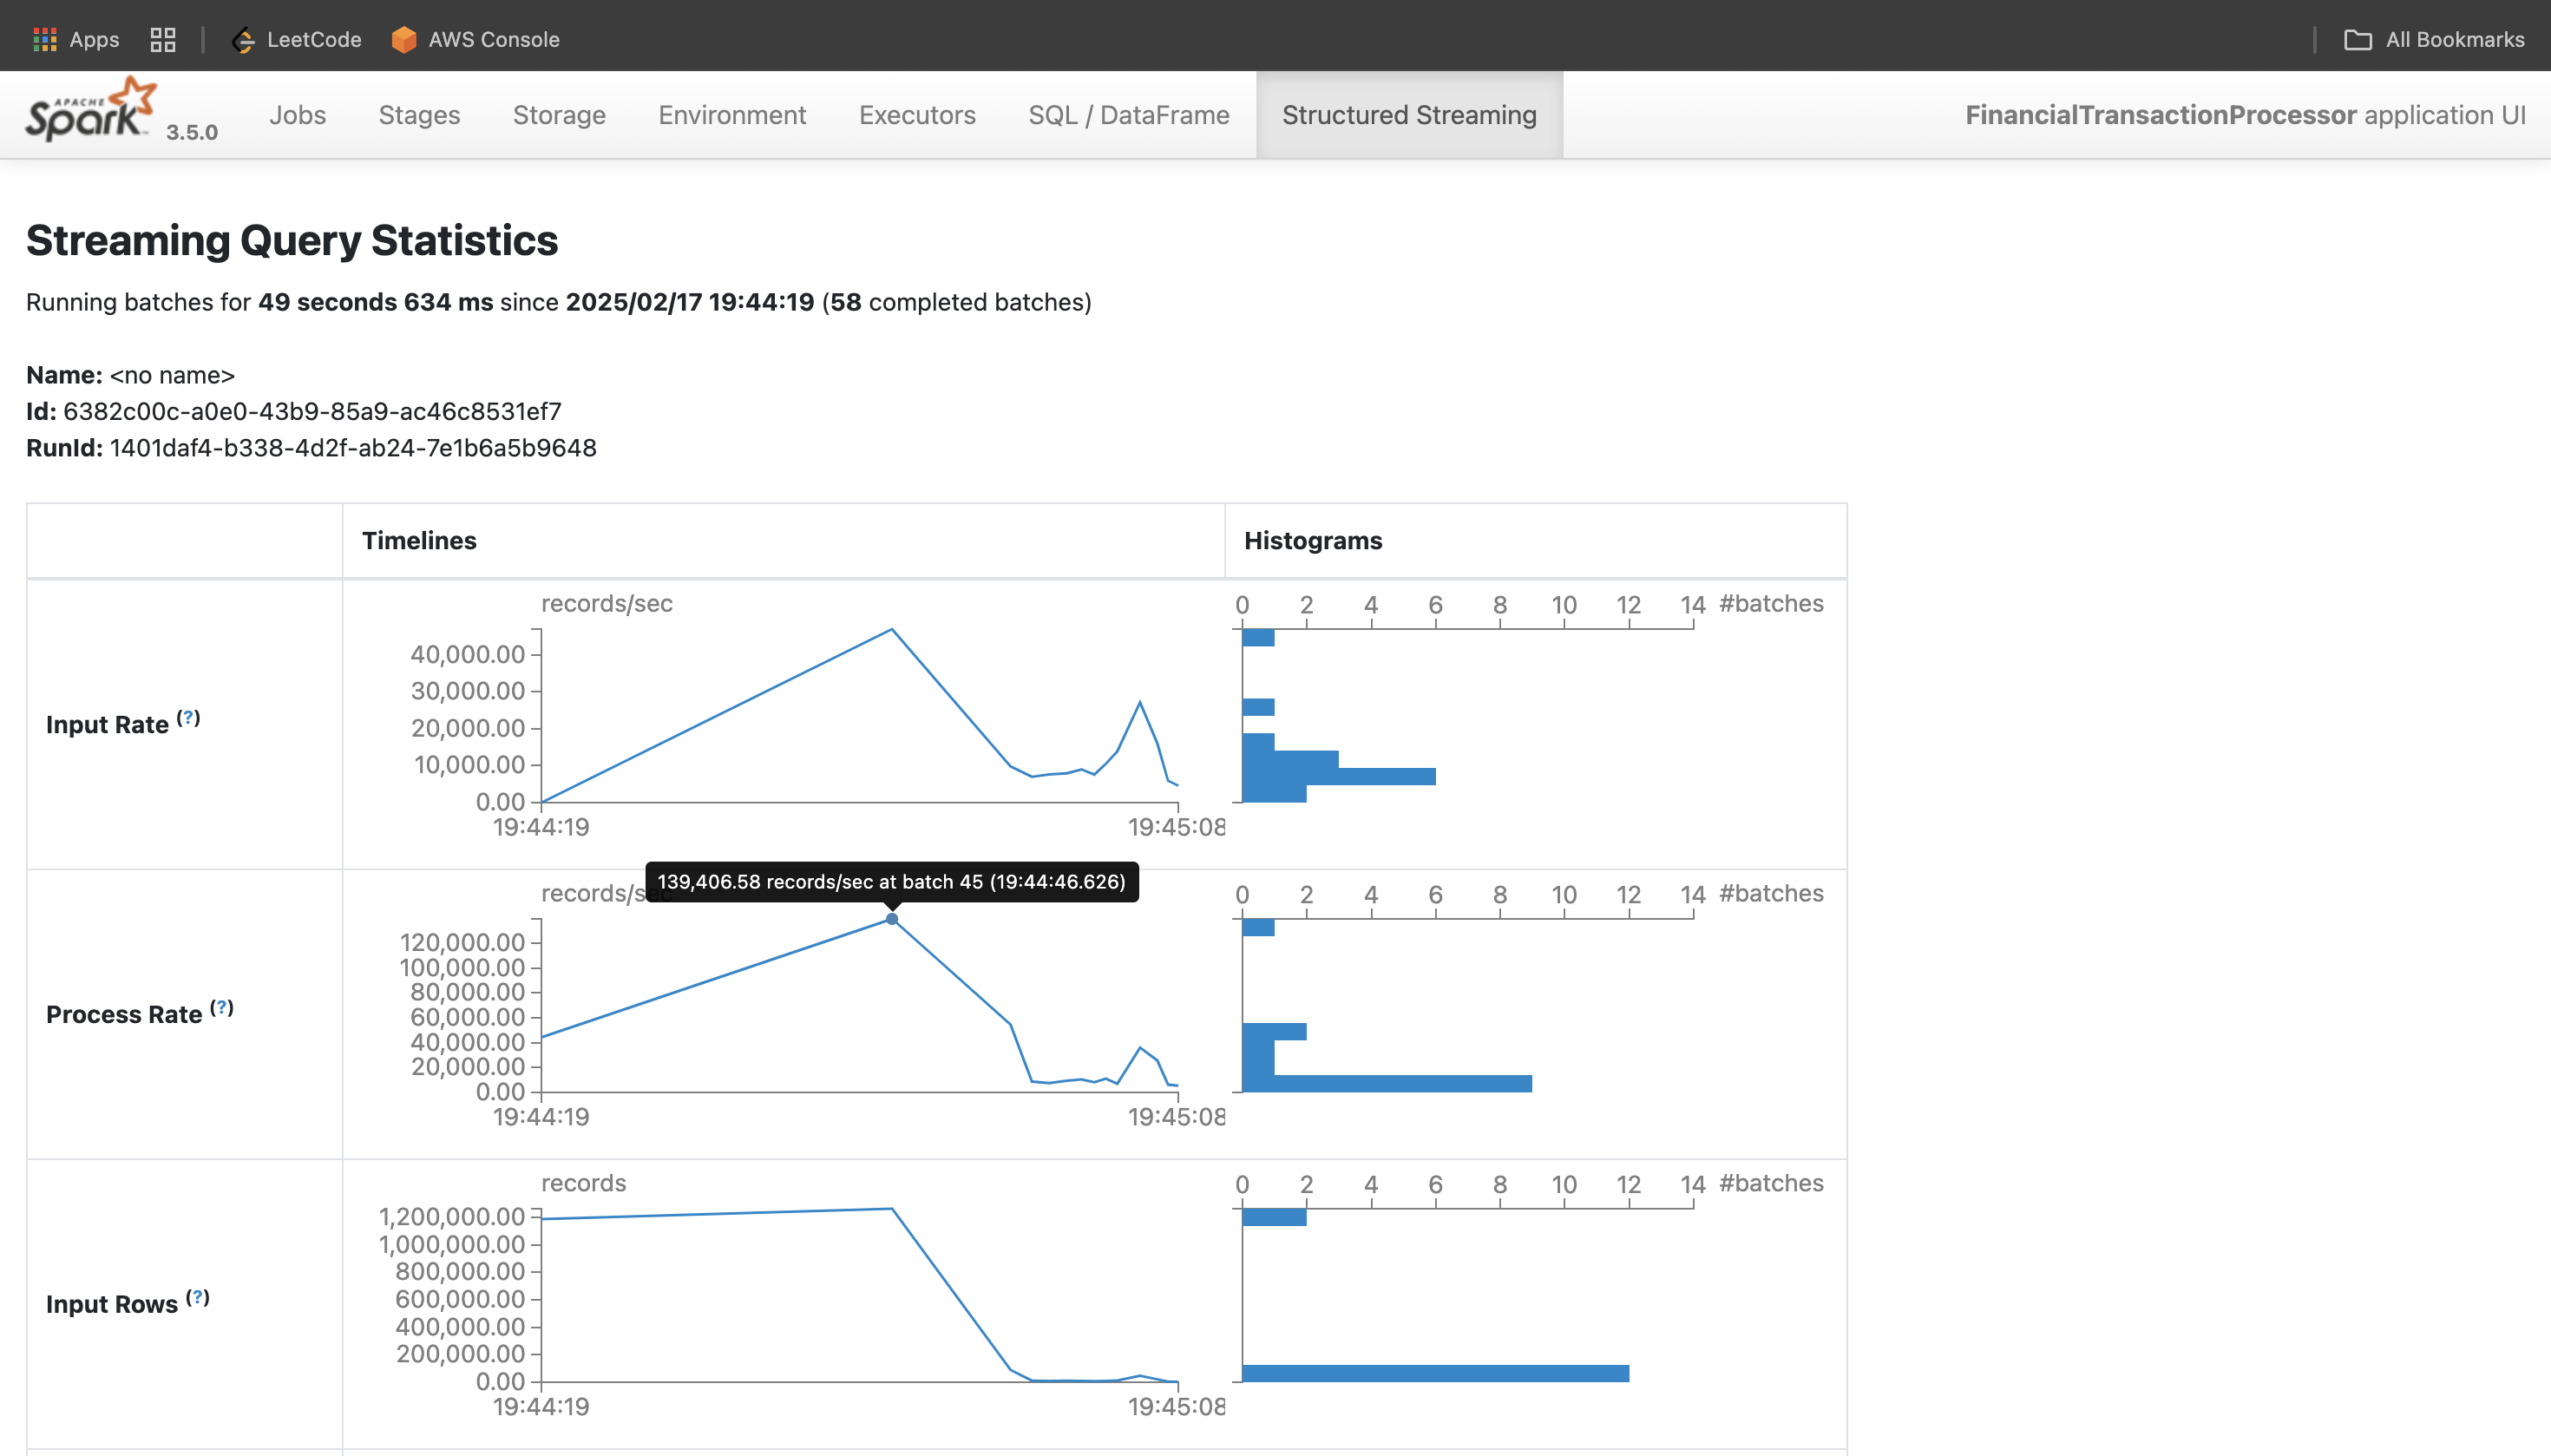 Apps LeetCode AWS Console All Bookmarks
APACHE Spark 3.5.0 Jobs Stages Storage Environment Executors SQL / DataFrame Structured Streaming FinancialTransactionProcessor application UI
Streaming Query Statistics
Running batches for 49 seconds 634 ms since 2025/02/17 19:44:19 (58 completed batches)
Name: <no name>
Id: 6382c00c-a0e0-43b9-85a9-ac46c8531ef7
RunId: 1401daf4-b338-4d2f-ab24-7e1b6a5b9648
Timelines Histograms
Input Rate (?)
records/sec
40,000.00
30,000.00
20,000.00
10,000.00
0.00
19:44:19 19:45:08
0 2 4 6 8 10 12 14 #batches
139,406.58 records/sec at batch 45 (19:44:46.626)
Process Rate (?)
records/sec
120,000.00
100,000.00
80,000.00
60,000.00
40,000.00
20,000.00
0.00
19:44:19 19:45:08
0 2 4 6 8 10 12 14 #batches
Input Rows (?)
records
1,200,000.00
1,000,000.00
800,000.00
600,000.00
400,000.00
200,000.00
0.00
19:44:19 19:45:08
0 2 4 6 8 10 12 14 #batches